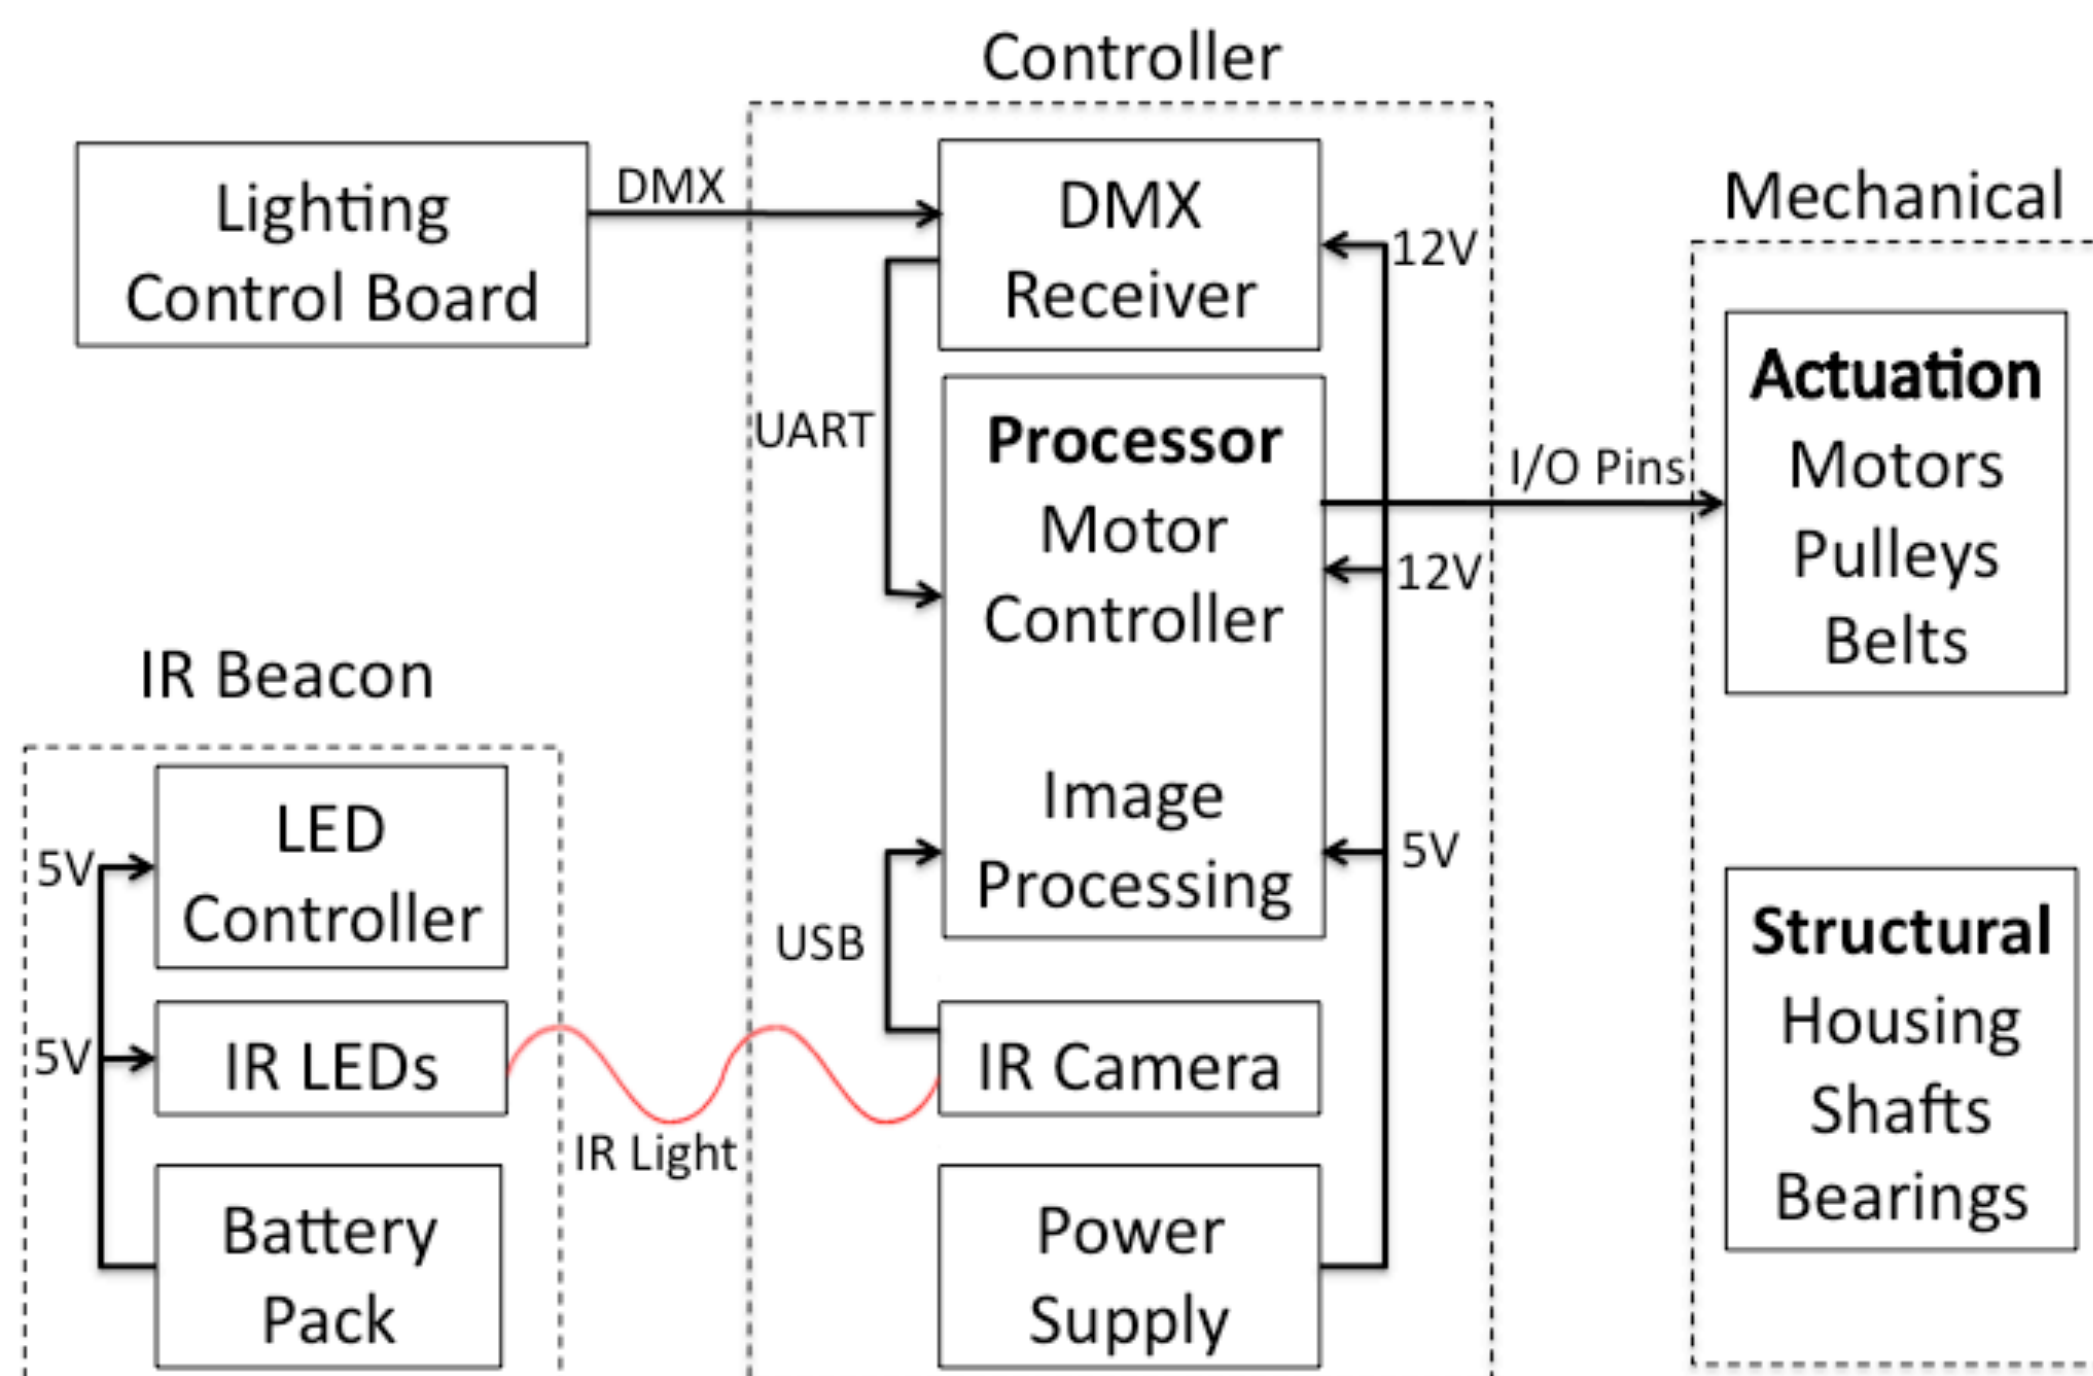 Controller
Lighting
Control Board
DMX
DMX
Receiver
12V
UART
Processor
Motor
Controller
Image
Processing
12V
5V
I/O Pins
Mechanical
Actuation
Motors
Pulleys
Belts
Structural
Housing
Shafts
Bearings
IR Beacon
5V
LED
Controller
5V
IR LEDs
Battery
Pack
IR Light
USB
IR Camera
Power
Supply